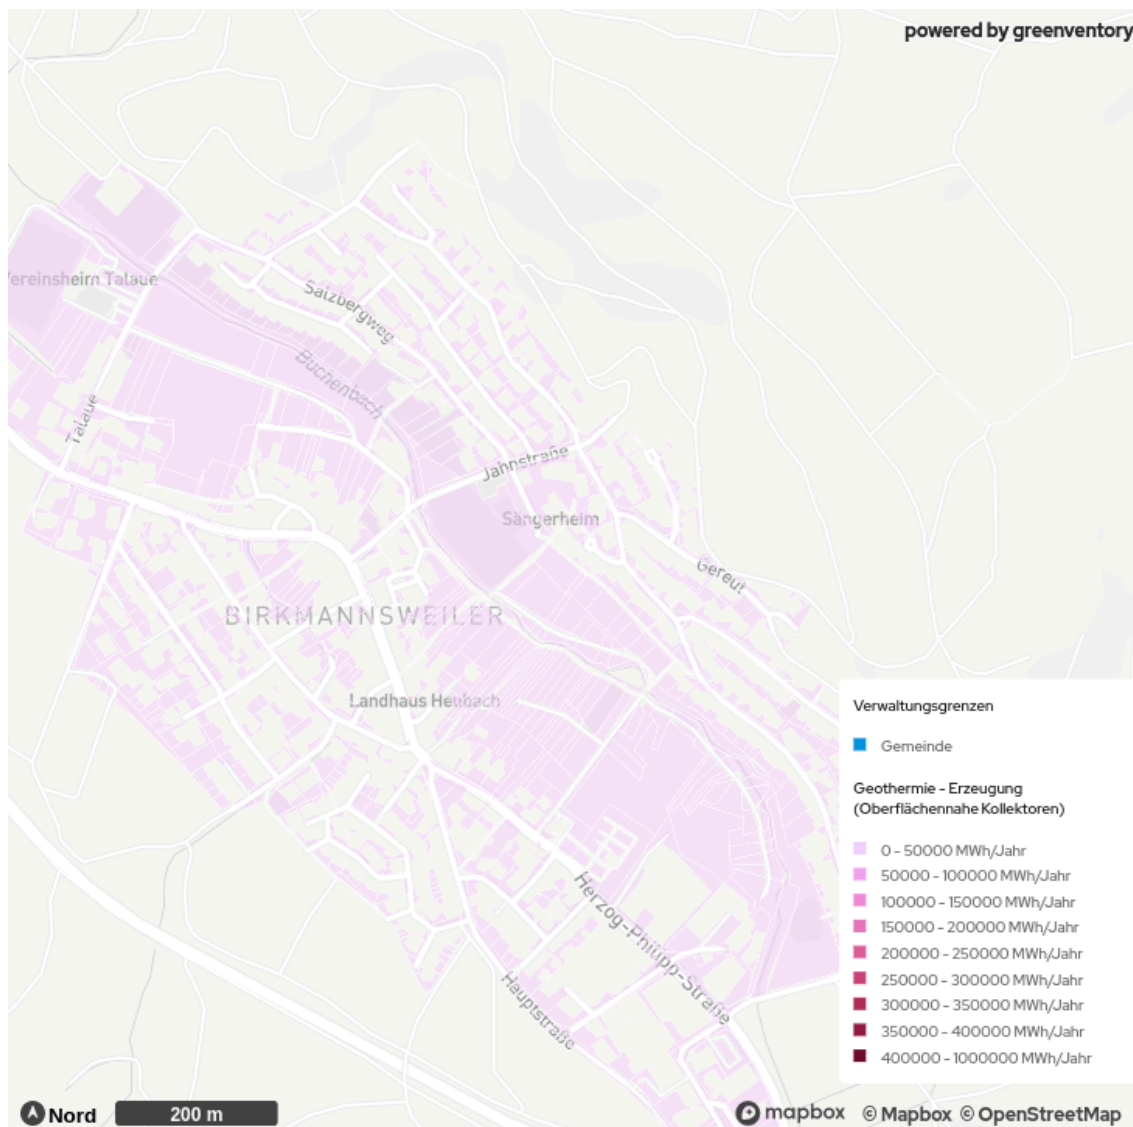 powered by greenventory
Vereinsheim Talaue
Salzbergweg
Buchenbach
Talaue
Jahnstraße
Sängerheim
Gereut
BIRKMANNSWEILER
Landhaus Heubach
Verwaltungsgrenzen
Gemeinde
Geothermie - Erzeugung
(Oberflächennahe Kollektoren)
0 - 50000 MWh/Jahr
50000 - 100000 MWh/Jahr
100000 - 150000 MWh/Jahr
150000 - 200000 MWh/Jahr
200000 - 250000 MWh/Jahr
250000 - 300000 MWh/Jahr
300000 - 350000 MWh/Jahr
350000 - 400000 MWh/Jahr
400000 - 1000000 MWh/Jahr
Herzog-Philipp-Straße
Hauptstraße
Nord
200 m
mapbox © Mapbox © OpenStreetMap